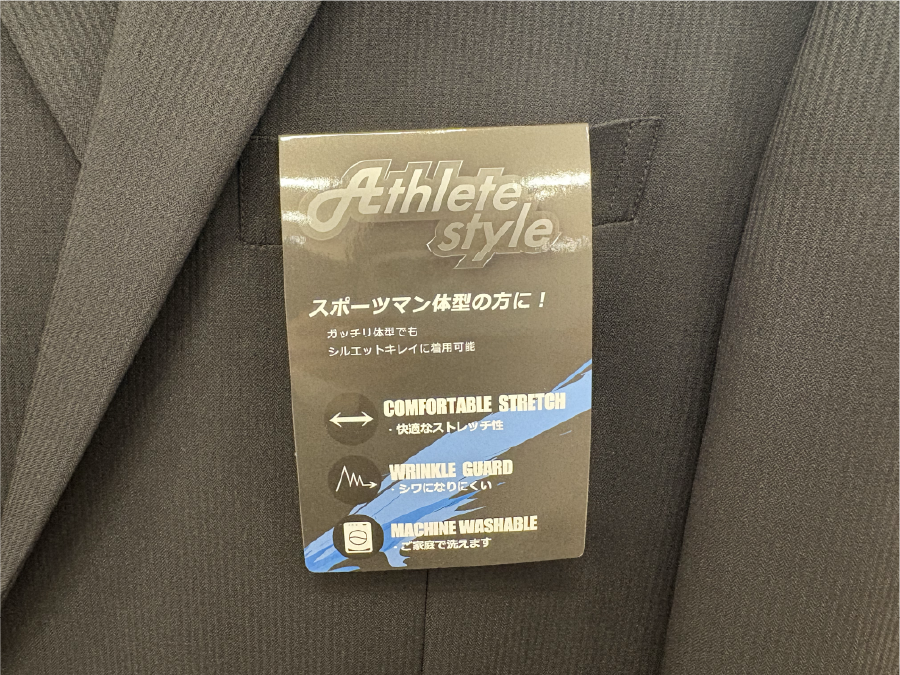 Athlete
style
スポーツマン体型の方に!
ガッチリ体型でも
シルエットキレイに着用可能
COMFORTABLE STRETCH
・快適なストレッチ性
WRINKLE GUARD
・シワになりにくい
MACHINE WASHABLE
・ご家庭で洗えます